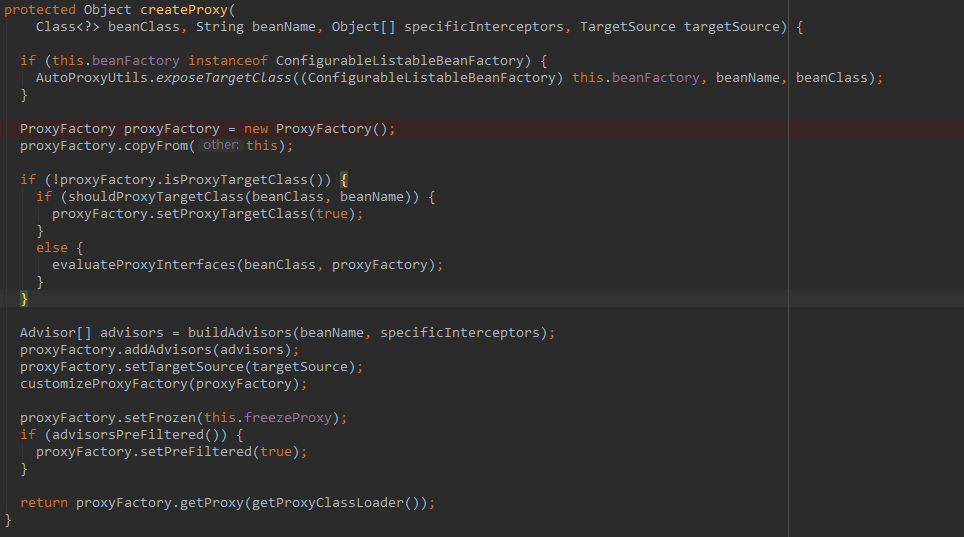 protected Object createProxy(
Class<?> beanClass, String beanName, Object[] specificInterceptors, TargetSource targetSource) {
if (this.beanFactory instanceof ConfigurableListableBeanFactory) {
AutoProxyUtils.exposeTargetClass((ConfigurableListableBeanFactory) this.beanFactory, beanName, beanClass);
}
ProxyFactory proxyFactory = new ProxyFactory();
proxyFactory.copyFrom( other: this);
if (!proxyFactory.isProxyTargetClass()) {
if (shouldProxyTargetClass(beanClass, beanName)) {
proxyFactory.setProxyTargetClass(true);
}
else {
evaluateProxyInterfaces(beanClass, proxyFactory);
}
}
Advisor[] advisors = buildAdvisors(beanName, specificInterceptors);
proxyFactory.addAdvisors(advisors);
proxyFactory.setTargetSource(targetSource);
customizeProxyFactory(proxyFactory);
proxyFactory.setFrozen(this.freezeProxy);
if (advisorsPreFiltered()) {
proxyFactory.setPreFiltered(true);
}
return proxyFactory.getProxy(getProxyClassLoader());
}